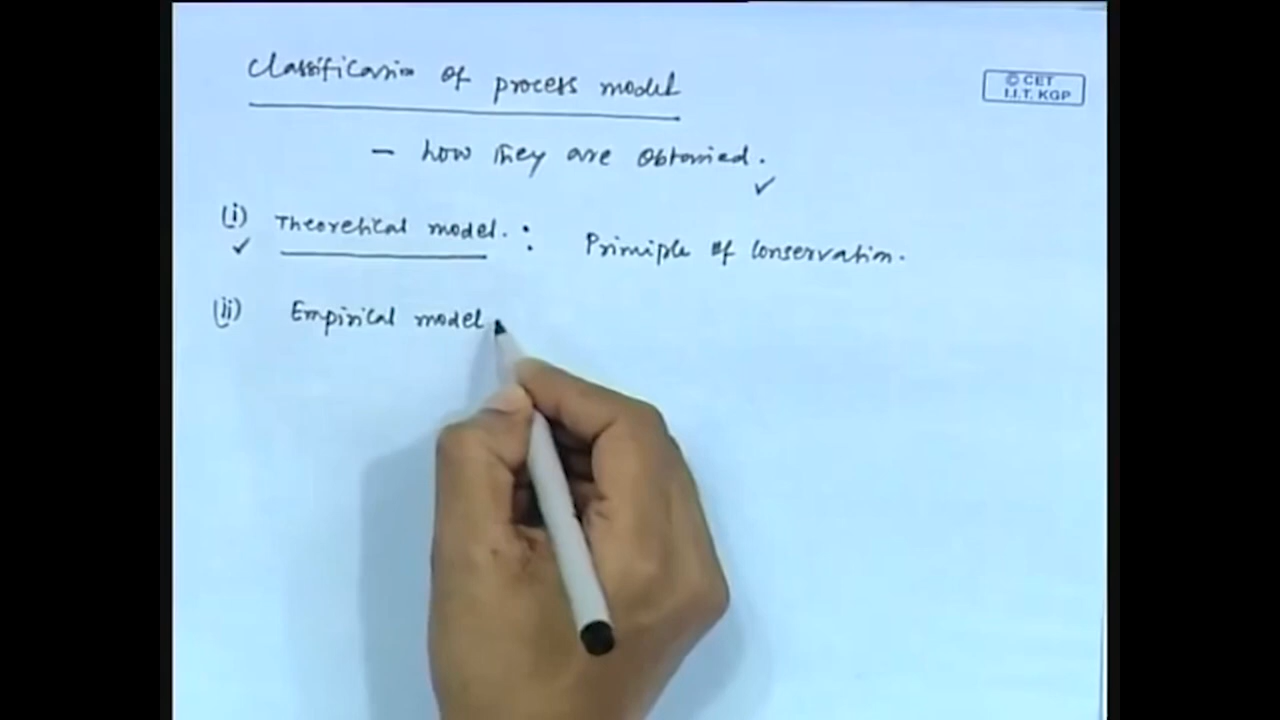 Classification of process model
© CET
I.I.T. KGP
- how they are obtained.
(i) Theoretical model. : Principle of conservation.
(ii) Empirical model